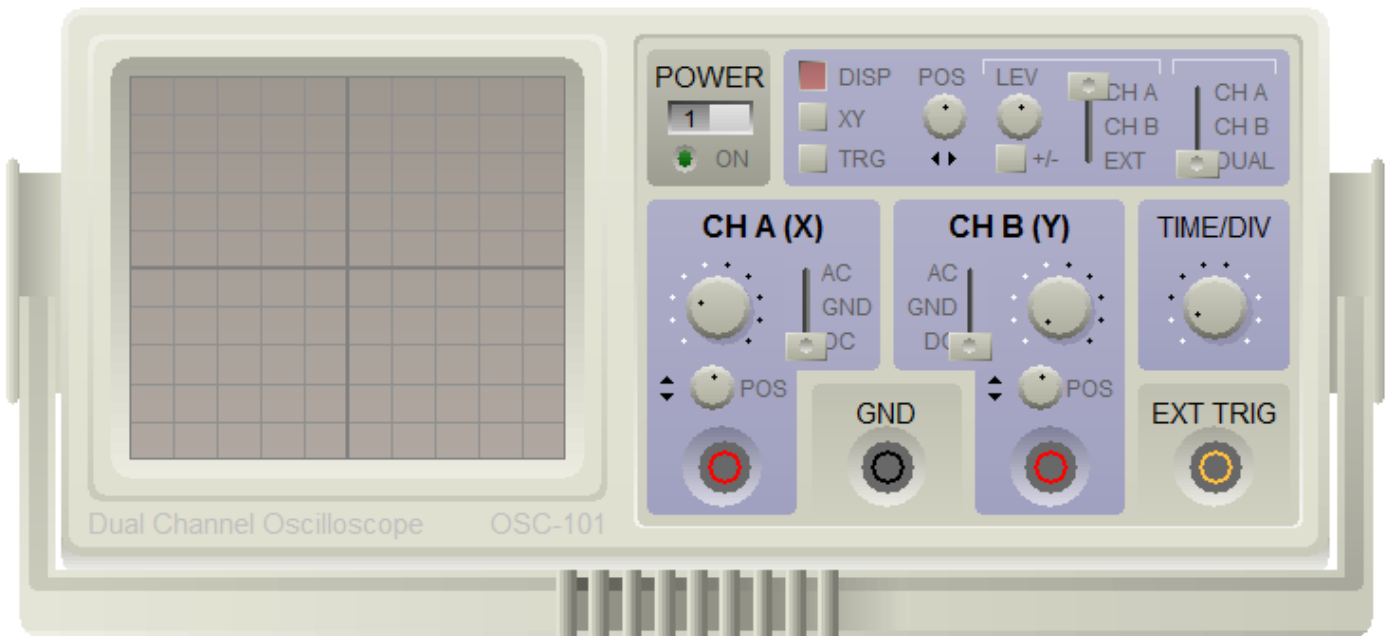 POWER
1
ON
DISP
XY
TRG
POS
LEV
+/-
CH A
CH B
EXT
CH A
CH B
DUAL
CH A (X)
AC
GND
DC
POS
CH B (Y)
AC
GND
DC
POS
TIME/DIV
GND
EXT TRIG
Dual Channel Oscilloscope OSC-101